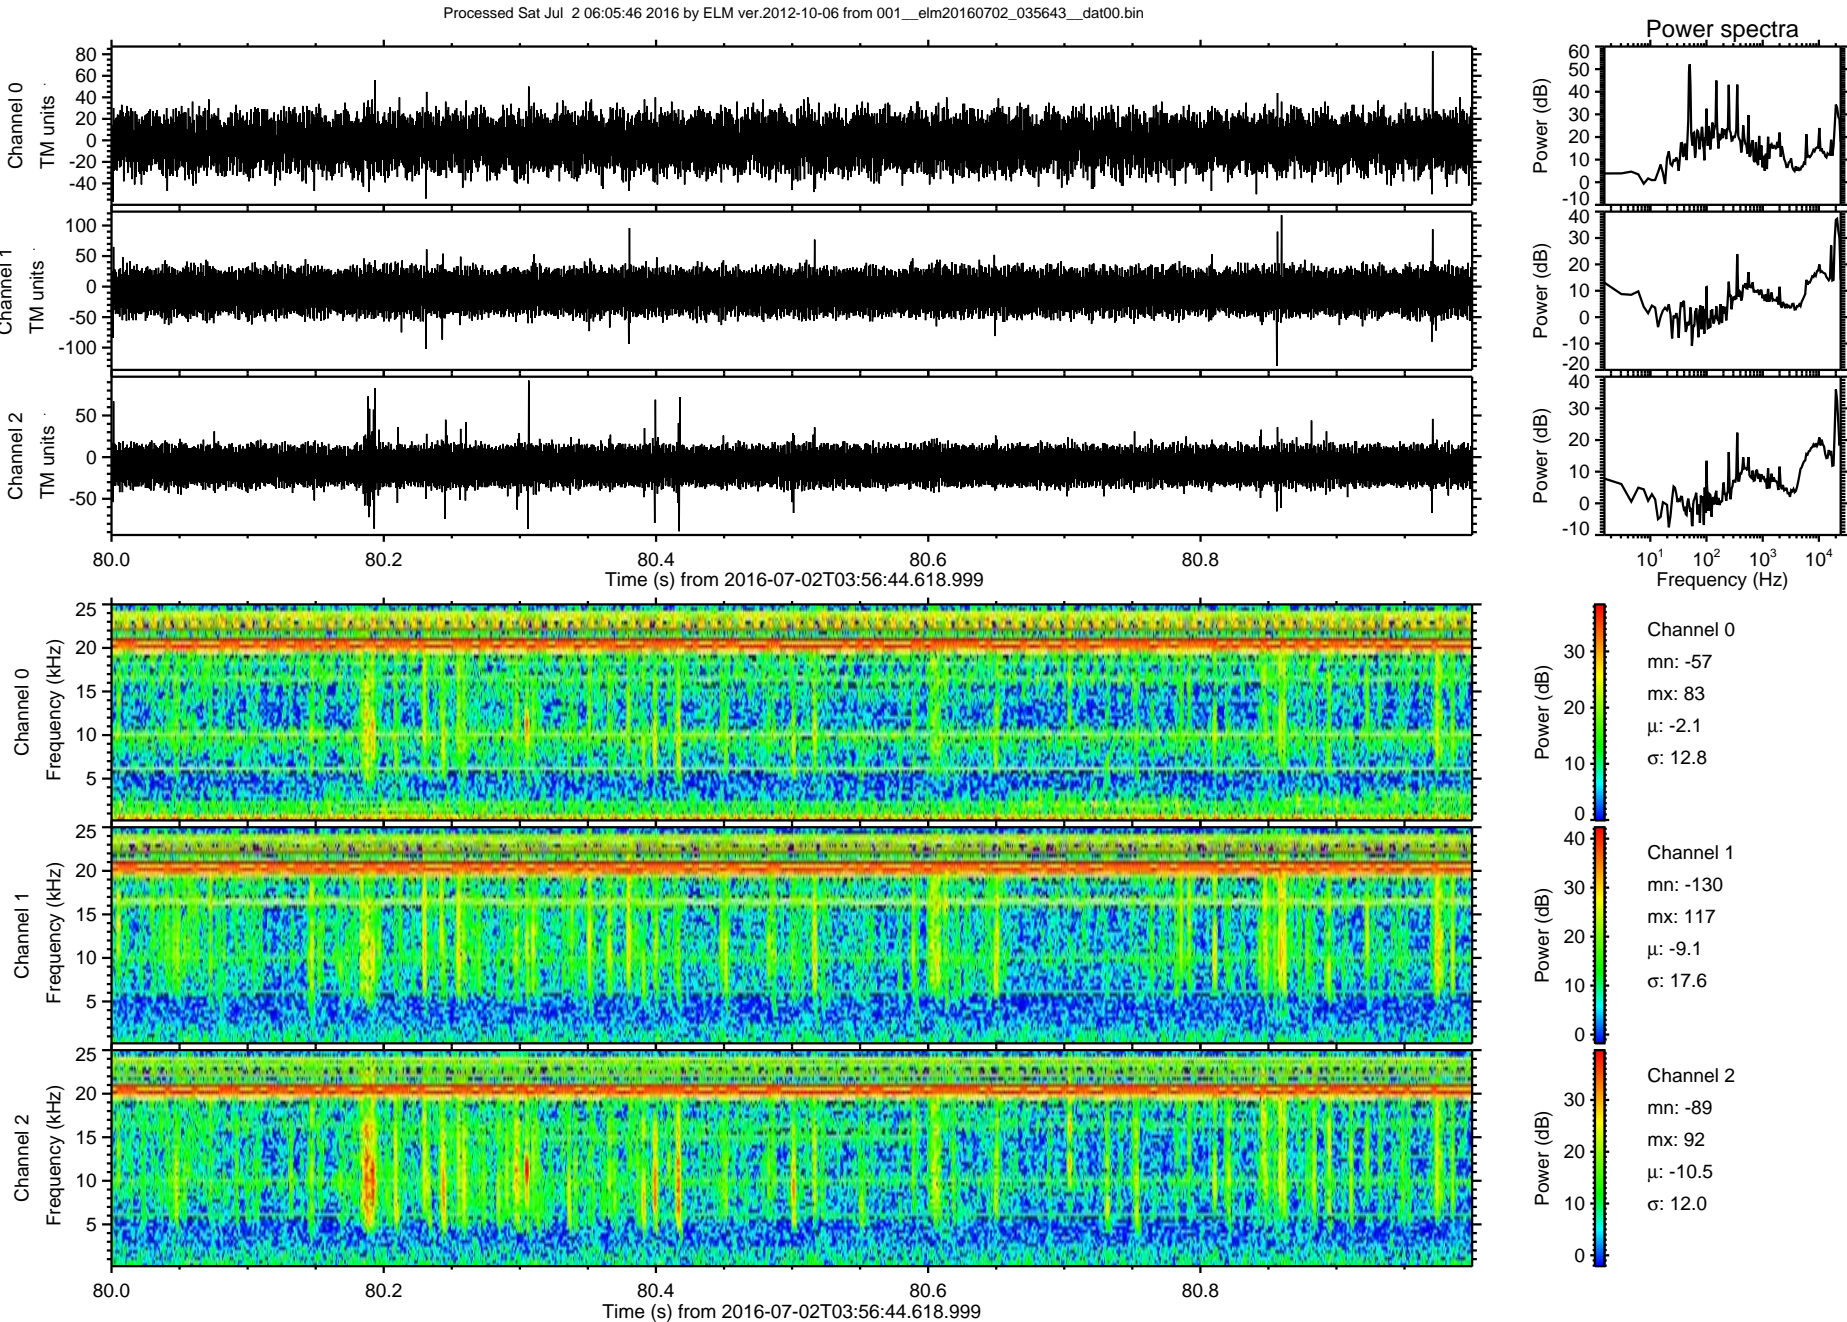 Processed Sat Jul 2 06:05:46 2016 by ELM ver.2012-10-06 from 001__elm20160702_035643__dat00.bin
Power spectra
Channel 0
TM units
80
60
40
20
0
-20
-40
Power (dB)
60
50
40
30
20
10
0
-10
Channel 1
TM units
100
50
0
-50
-100
Power (dB)
40
30
20
10
0
-10
-20
Channel 2
TM units
50
0
-50
Power (dB)
40
30
20
10
0
-10
80.0 80.2 80.4 80.6 80.8
Time (s) from 2016-07-02T03:56:44.618.999
10¹ 10² 10³ 10⁴
Frequency (Hz)
Channel 0
Frequency (kHz)
25
20
15
10
5
Power (dB)
30
20
10
0
Channel 0
mn: -57
mx: 83
μ: -2.1
σ: 12.8
Channel 1
Frequency (kHz)
25
20
15
10
5
Power (dB)
40
30
20
10
0
Channel 1
mn: -130
mx: 117
μ: -9.1
σ: 17.6
Channel 2
Frequency (kHz)
25
20
15
10
5
Power (dB)
30
20
10
0
Channel 2
mn: -89
mx: 92
μ: -10.5
σ: 12.0
80.0 80.2 80.4 80.6 80.8
Time (s) from 2016-07-02T03:56:44.618.999